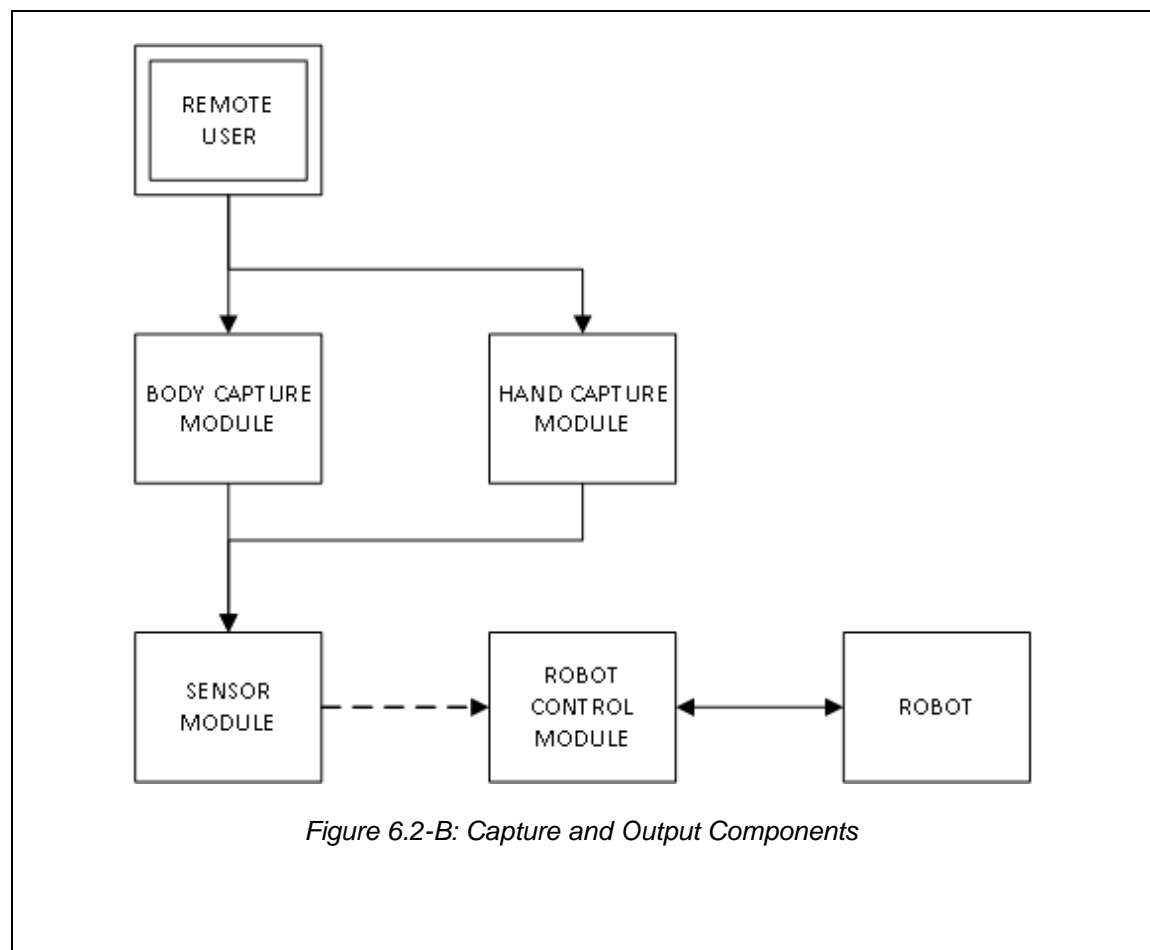 REMOTE
USER
BODY CAPTURE
MODULE
HAND CAPTURE
MODULE
SENSOR
MODULE
ROBOT
CONTROL
MODULE
ROBOT
Figure 6.2-B: Capture and Output Components